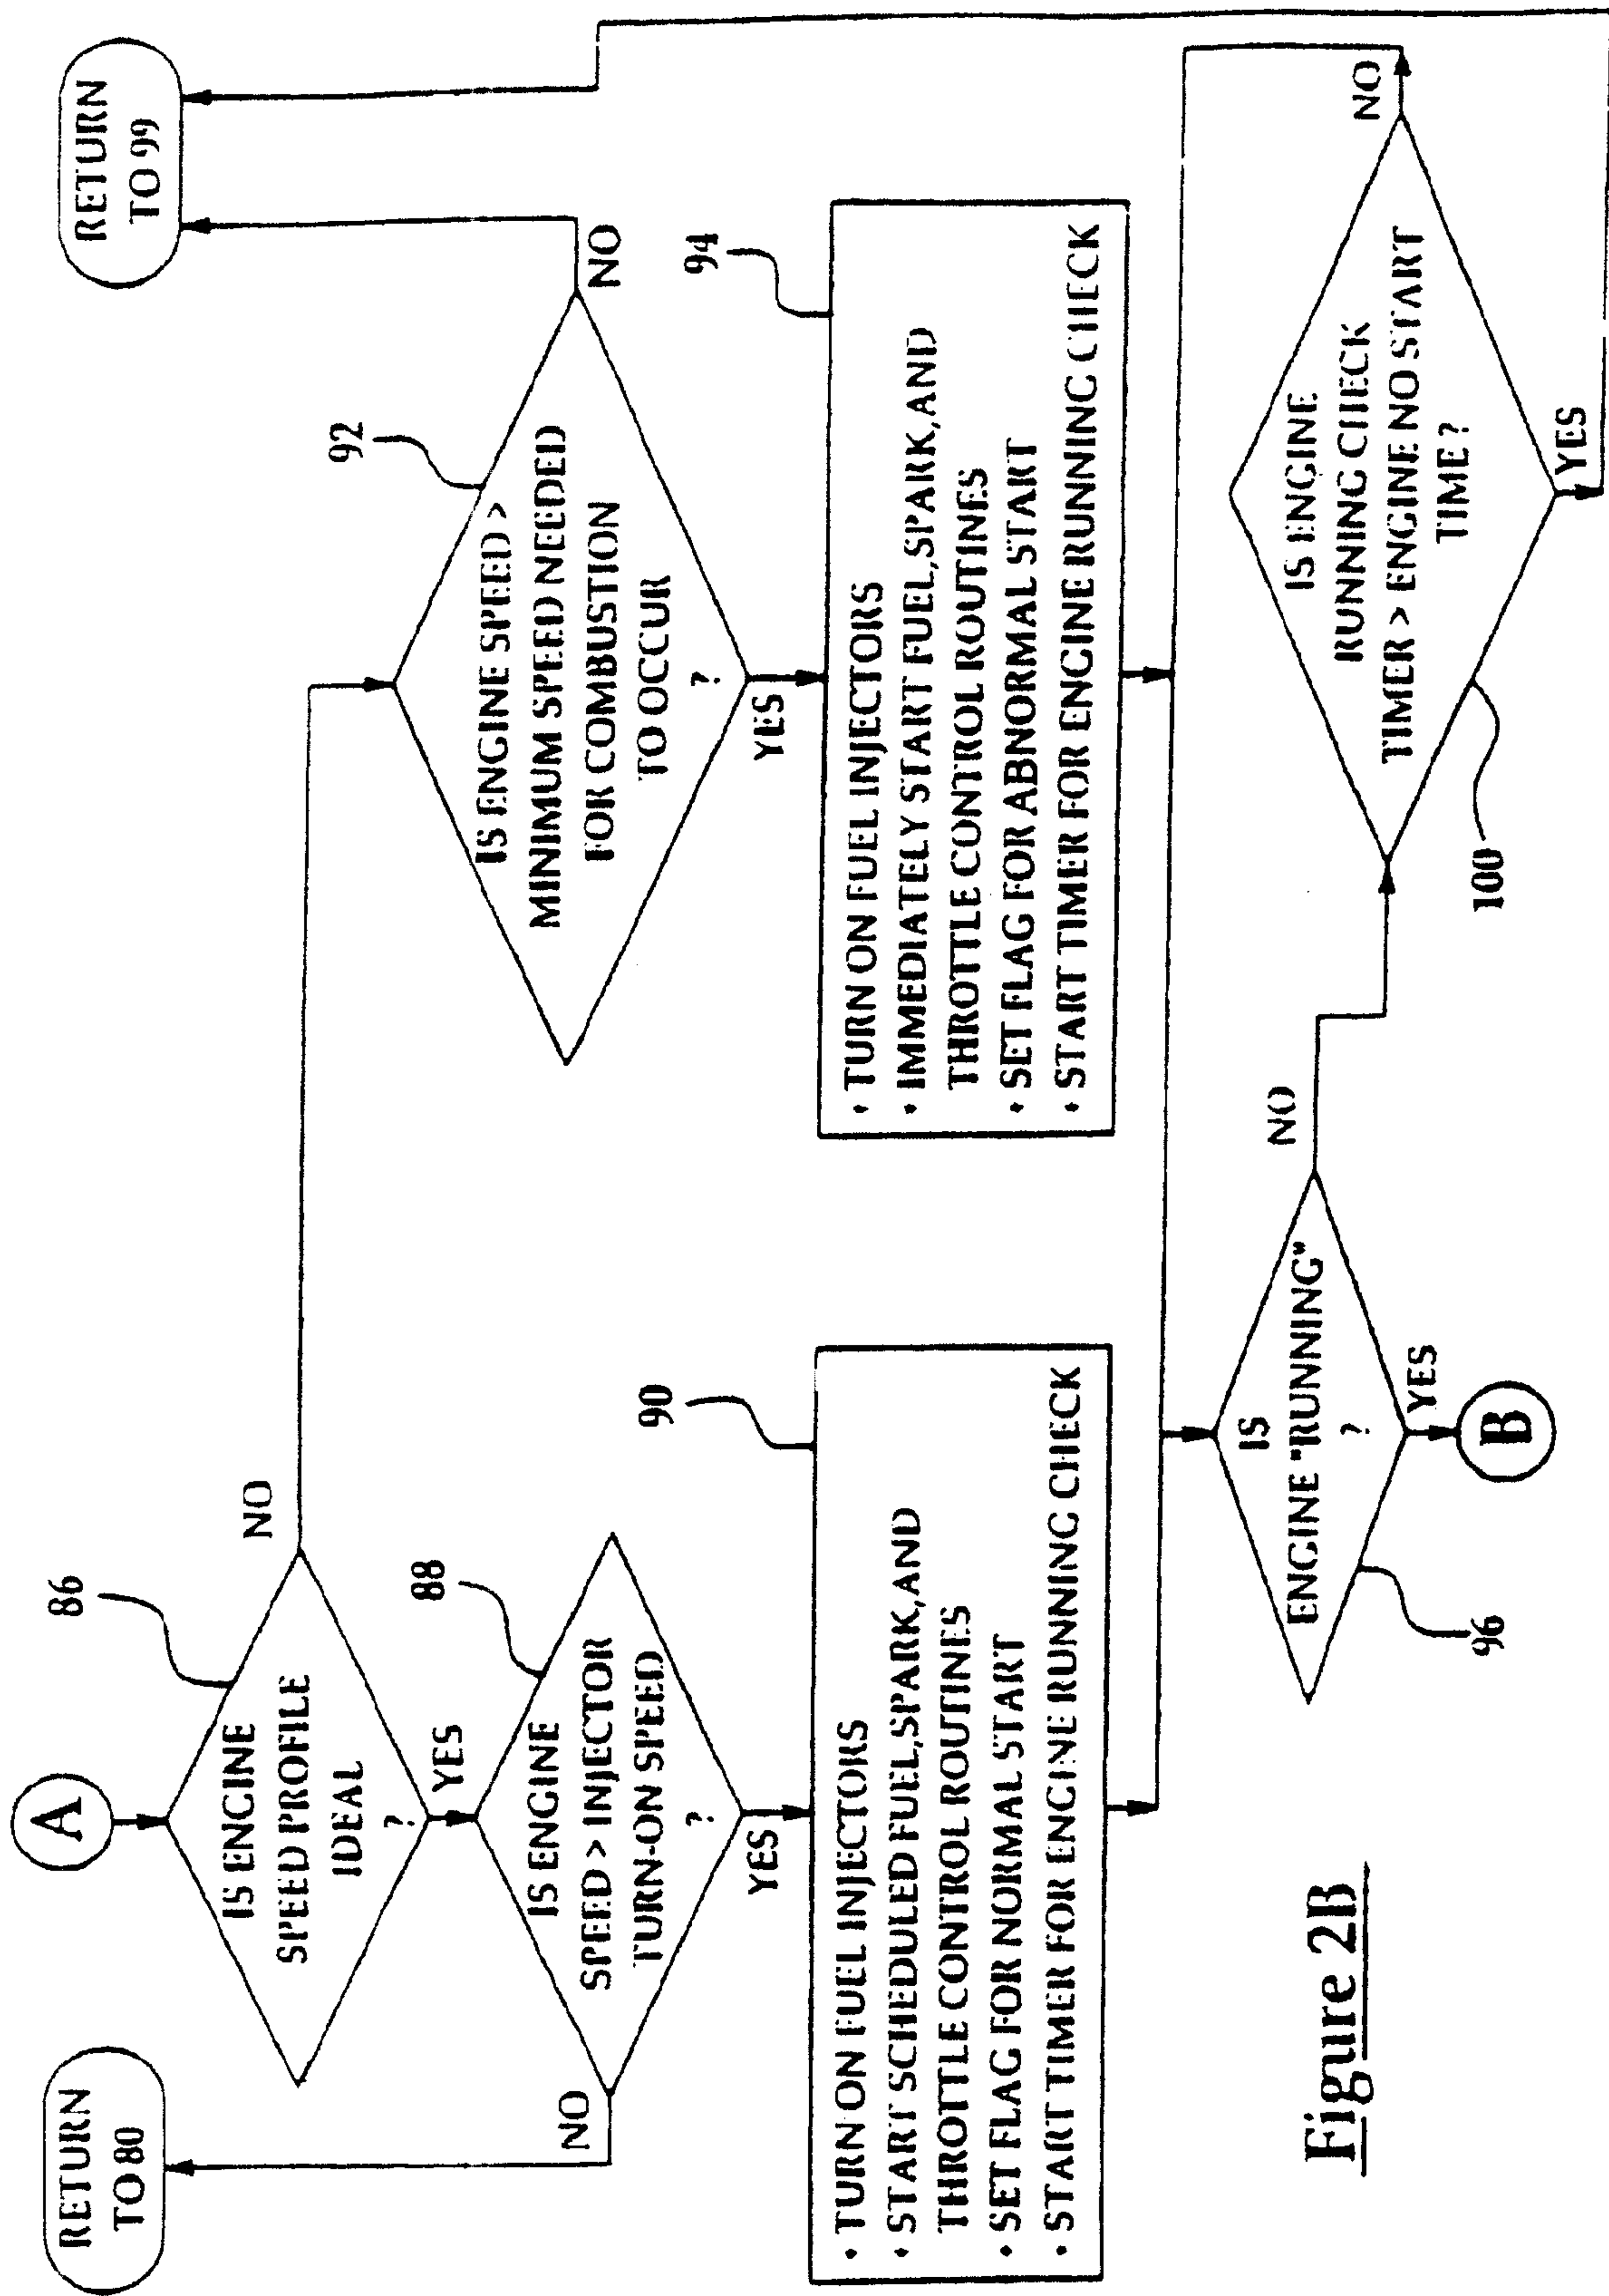 A
RETURN
TO 80
IS ENGINE
SPEED PROFILE
IDEAL
?
86
NO
YES
RETURN
TO 99
IS ENGINE
SPEED > INJECTOR
TURN-ON SPEED
?
88
NO
YES
IS ENGINE SPEED >
MINIMUM SPEED NEEDED
FOR COMBUSTION
TO OCCUR
?
92
NO
YES
• TURN ON FUEL INJECTORS
• START SCHEDULED FUEL,SPARK,AND
THROTTLE CONTROL ROUTINES
• SET FLAG FOR NORMAL START
• START TIMER FOR ENGINE RUNNING CHECK
90
• TURN ON FUEL INJECTORS
• IMMEDIATELY START FUEL,SPARK,AND
THROTTLE CONTROL ROUTINES
• SET FLAG FOR ABNORMAL START
• START TIMER FOR ENGINE RUNNING CHECK
94
IS
ENGINE "RUNNING"
?
96
NO
YES
B
IS ENGINE
RUNNING CHECK
TIMER > ENGINE NO START
TIME?
100
NO
YES
Figure 2B